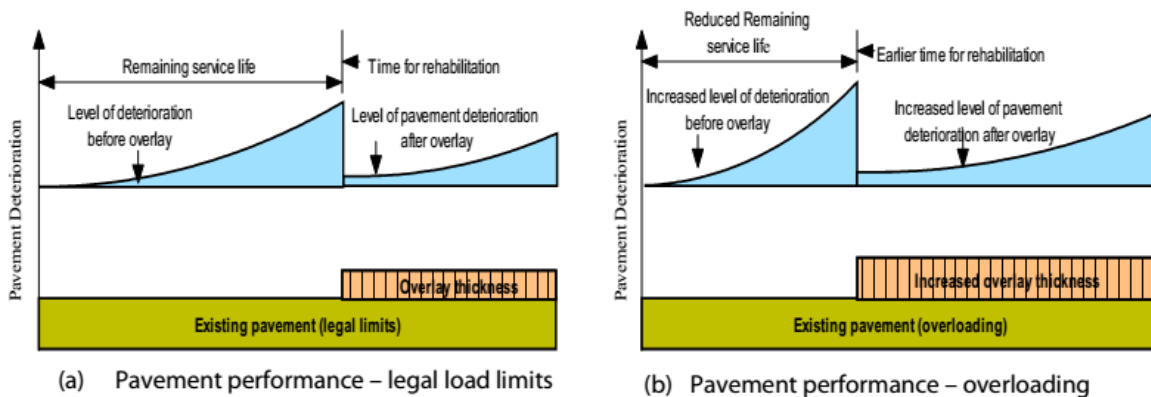 Remaining service life
Time for rehabilitation
Level of deterioration
before overlay
Level of pavement deterioration
after overlay
Pavement Deterioration
Overlay thickness
Existing pavement (legal limits)
(a) Pavement performance – legal load limits
Reduced Remaining
service life
Earlier time for rehabilitation
Increased level of deterioration
before overlay
Increased level of pavement
deterioration after overlay
Pavement Deterioration
Increased overlay thickness
Existing pavement (overloading)
(b) Pavement performance – overloading